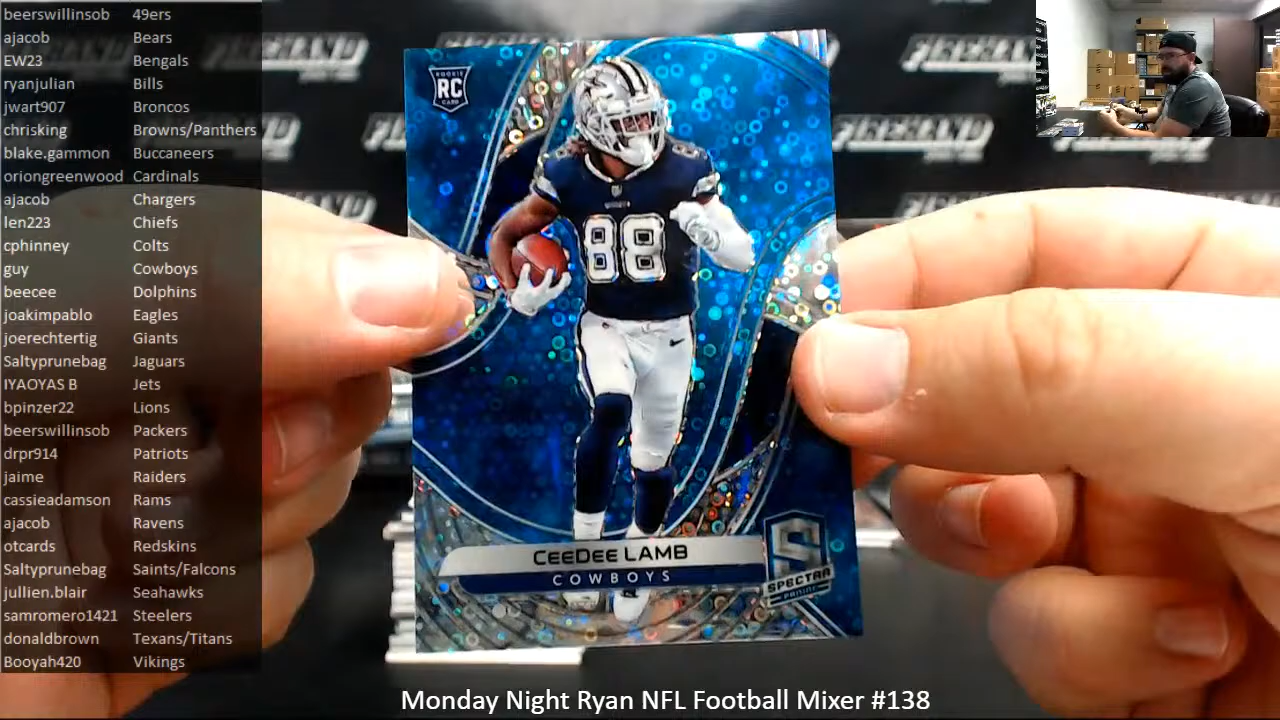 beerswillinsob 49ers
ajacob Bears
EW23 Bengals
ryanjulian Bills
jwart907 Broncos
chrisking Browns/Panthers
blake.gammon Buccaneers
oriongreenwood Cardinals
ajacob Chargers
len223 Chiefs
cphinney Colts
guy Cowboys
beecee Dolphins
joakimpablo Eagles
joerechtertig Giants
Saltyprunebag Jaguars
IYAOYAS B Jets
bpinzer22 Lions
beerswillinsob Packers
drpr914 Patriots
jaime Raiders
cassieadamson Rams
ajacob Ravens
otcards Redskins
Saltyprunebag Saints/Falcons
jullien.blair Seahawks
samromero1421 Steelers
donaldbrown Texans/Titans
Booyah420 Vikings
ROOKIE
RC
CARD
88
88
CEEDEE LAMB
COWBOYS
S
SPECTRA
PANINI
Monday Night Ryan NFL Football Mixer #138